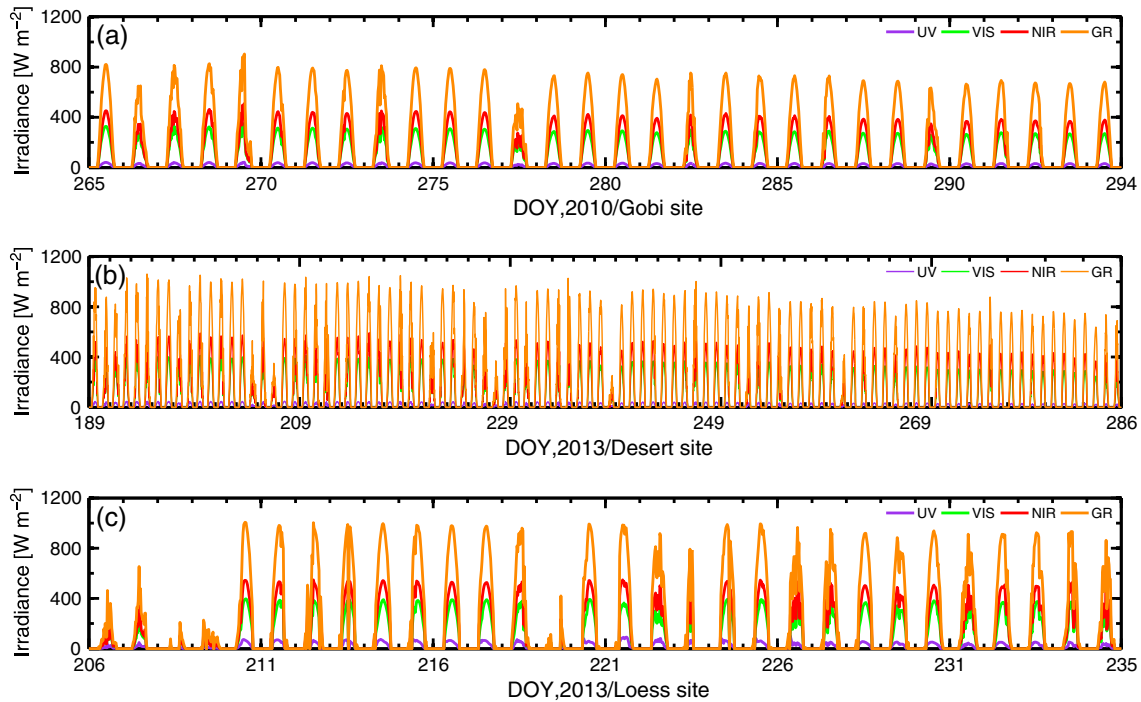 (a)
UV VIS NIR GR
Irradiance [W m−2]
1200
800
400
0
265 270 275 280 285 290 294
DOY,2010/Gobi site
(b)
UV VIS NIR GR
Irradiance [W m−2]
1200
800
400
0
189 209 229 249 269 286
DOY,2013/Desert site
(c)
UV VIS NIR GR
Irradiance [W m−2]
1200
800
400
0
206 211 216 221 226 231 235
DOY,2013/Loess site